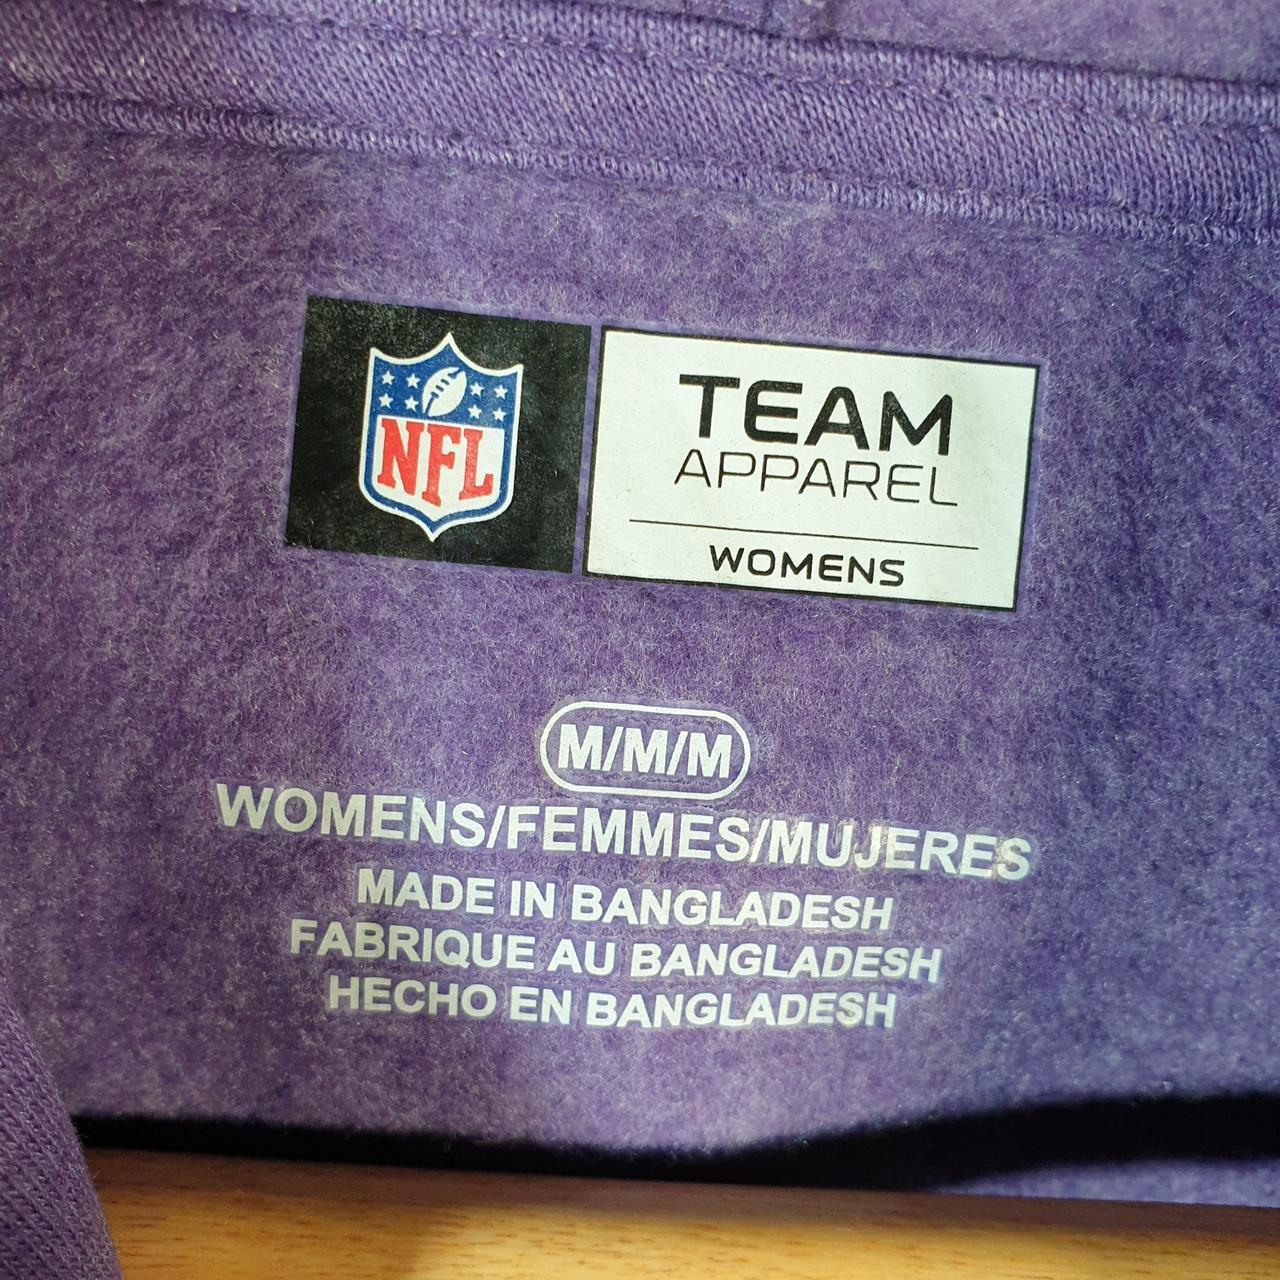 NFL
TEAM
APPAREL
WOMENS
M/M/M
WOMENS/FEMMES/MUJERES
MADE IN BANGLADESH
FABRIQUE AU BANGLADESH
HECHO EN BANGLADESH